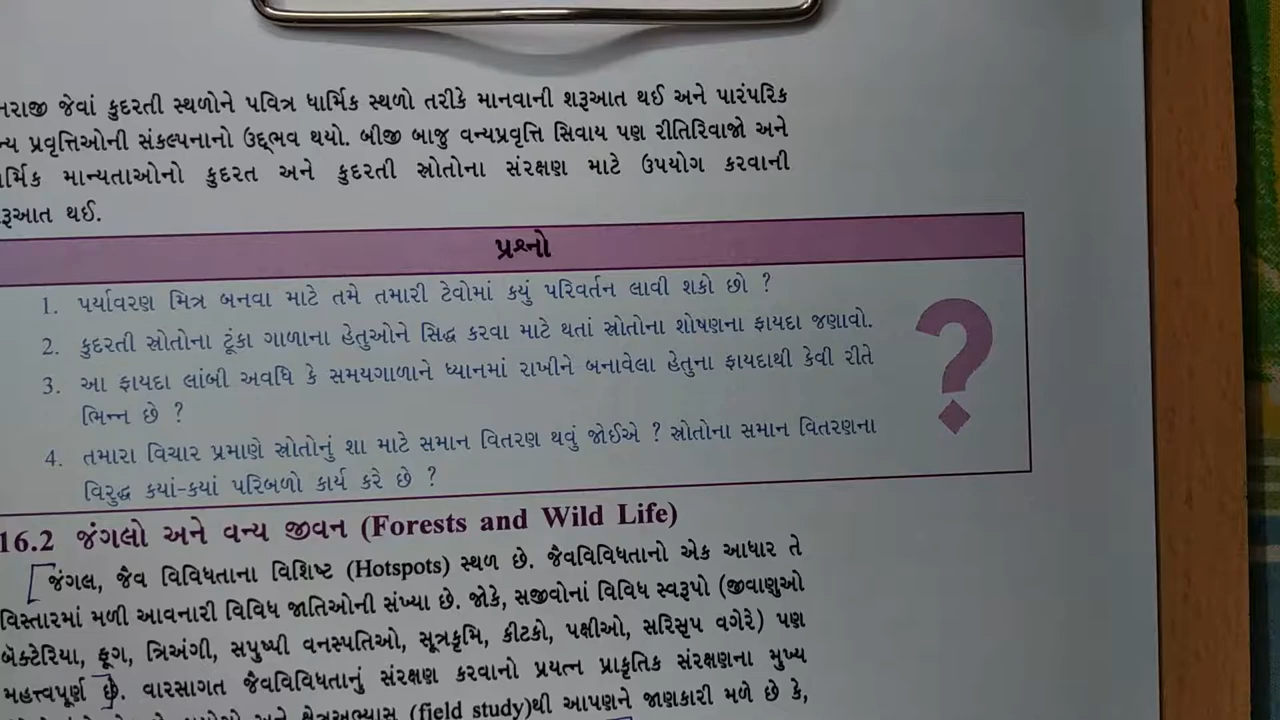 જેવાં કુદરતી સ્થળોને પવિત્ર ધાર્મિક સ્થળો તરીકે માનવાની શરૂઆત થઈ અને પારંપરિક
પ્રવૃત્તિઓની સંકલ્પનાનો ઉદ્ભવ થયો. બીજી બાજુ વન્યપ્રવૃત્તિ સિવાય પણ રીતિરિવાજો અને
માન્યતાઓનો કુદરત અને કુદરતી સ્રોતોના સંરક્ષણ માટે ઉપયોગ કરવાની
થઈ.
પ્રશ્નો
1. પર્યાવરણ મિત્ર બનવા માટે તમે તમારી ટેવોમાં કયું પરિવર્તન લાવી શકો છો ?
2. કુદરતી સ્રોતોના ટૂંકા ગાળાના હેતુઓને સિદ્ધ કરવા માટે થતાં સ્રોતોના શોષણના ફાયદા જણાવો.
3. આ ફાયદા લાંબી અવધિ કે સમયગાળાને ધ્યાનમાં રાખીને બનાવેલા હેતુના ફાયદાથી કેવી રીતે
ભિન્ન છે ?
4. તમારા વિચાર પ્રમાણે સ્રોતોનું શા માટે સમાન વિતરણ થવું જોઈએ ? સ્રોતોના સમાન વિતરણના
વિરુદ્ધ કયાં-કયાં પરિબળો કાર્ય કરે છે ?
?
16.2 જંગલો અને વન્ય જીવન (Forests and Wild Life)
જંગલ, જૈવ વિવિધતાના વિશિષ્ટ (Hotspots) સ્થળ છે. જૈવવિવિધતાનો એક આધાર તે
વિસ્તારમાં મળી આવનારી વિવિધ જાતિઓની સંખ્યા છે. જોકે, સજીવોનાં વિવિધ સ્વરૂપો (જીવાણુઓ
બૅક્ટેરિયા, ફૂગ, ત્રિઅંગી, સપુષ્પી વનસ્પતિઓ, સૂત્રકૃમિ, કીટકો, પક્ષીઓ, સરિસૃપ વગેરે) પણ
મહત્ત્વપૂર્ણ છે. વારસાગત જૈવવિવિધતાનું સંરક્ષણ કરવાનો પ્રયત્ન પ્રાકૃતિક સંરક્ષણના મુખ્ય
અને ક્ષેત્રઅભ્યાસ (field study)થી આપણને જાણકારી મળે છે કે,